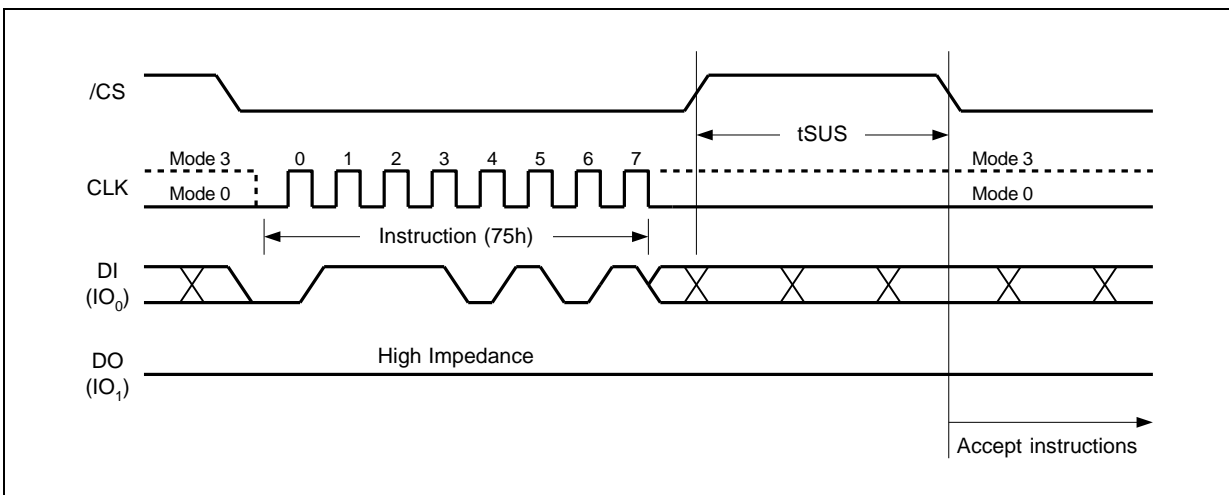 /CS
tSUS
Mode 3 0 1 2 3 4 5 6 7 Mode 3
CLK
Mode 0 Mode 0
Instruction (75h)
DI
(IO0)
High Impedance
DO
(IO1)
Accept instructions